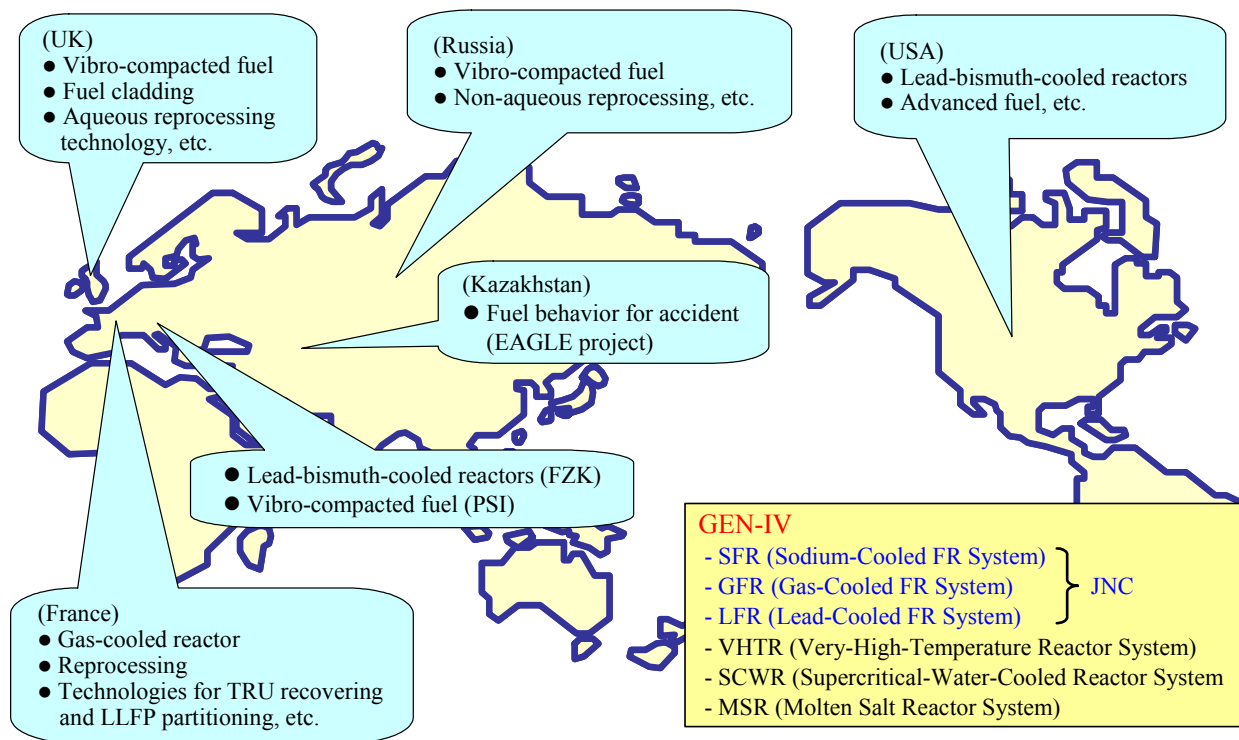 (UK)
● Vibro-compacted fuel
● Fuel cladding
● Aqueous reprocessing
technology, etc.
(Russia)
● Vibro-compacted fuel
● Non-aqueous reprocessing, etc.
(USA)
● Lead-bismuth-cooled reactors
● Advanced fuel, etc.
(Kazakhstan)
● Fuel behavior for accident
(EAGLE project)
● Lead-bismuth-cooled reactors (FZK)
● Vibro-compacted fuel (PSI)
(France)
● Gas-cooled reactor
● Reprocessing
● Technologies for TRU recovering
and LLFP partitioning, etc.
GEN-IV
- SFR (Sodium-Cooled FR System)
- GFR (Gas-Cooled FR System)
- LFR (Lead-Cooled FR System)
JNC
- VHTR (Very-High-Temperature Reactor System)
- SCWR (Supercritical-Water-Cooled Reactor System
- MSR (Molten Salt Reactor System)